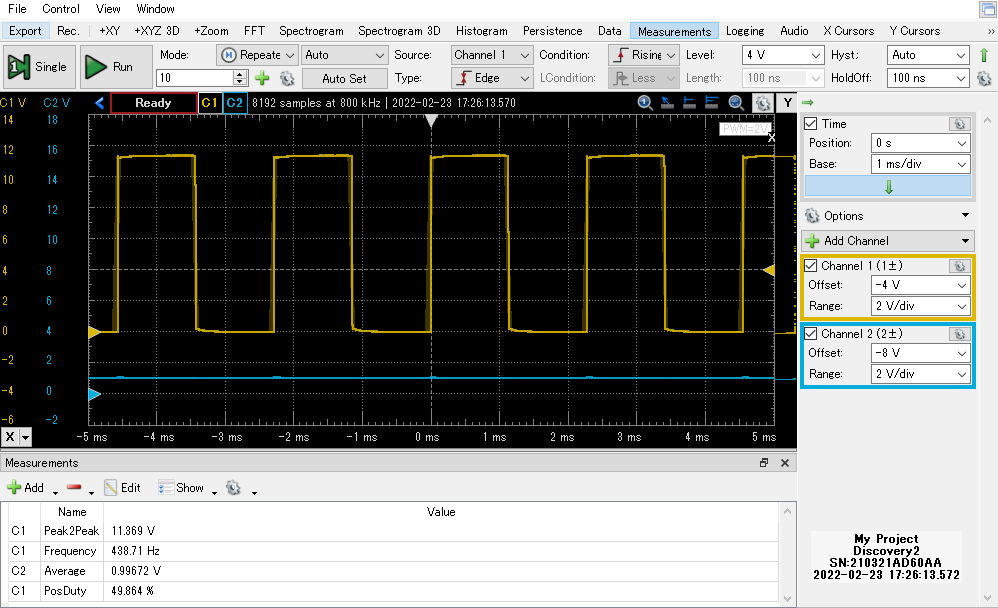 File Control View Window
Export Rec. +XY +XYZ 3D +Zoom FFT Spectrogram Spectrogram 3D Histogram Persistence Data Measurements Logging Audio X Cursors Y Cursors »
Single Run Mode: Repeate Auto Source: Channel 1 Condition: Rising Level: 4 V Hyst.: Auto
10 Auto Set Type: Edge LCondition: Less Length: 100 ns HoldOff: 100 ns
C1 V C2 V Ready C1 C2 8192 samples at 800 kHz | 2022-02-23 17:26:13.570 Y
14 18
12 16
10 14
8 12
6 10
4 8
2 6
0 4
-2 2
-4 0
-6 -2
PWM=2V
X
X -5 ms -4 ms -3 ms -2 ms -1 ms 0 ms 1 ms 2 ms 3 ms 4 ms 5 ms
Time
Position: 0 s
Base: 1 ms/div
Options
Add Channel
Channel 1 (1±)
Offset: -4 V
Range: 2 V/div
Channel 2 (2±)
Offset: -8 V
Range: 2 V/div
Measurements
Add Edit Show
Name Value
C1 Peak2Peak 11.369 V
C1 Frequency 438.71 Hz
C2 Average 0.99672 V
C1 PosDuty 49.864 %
My Project
Discovery2
SN:210321AD60AA
2022-02-23 17:26:13.572